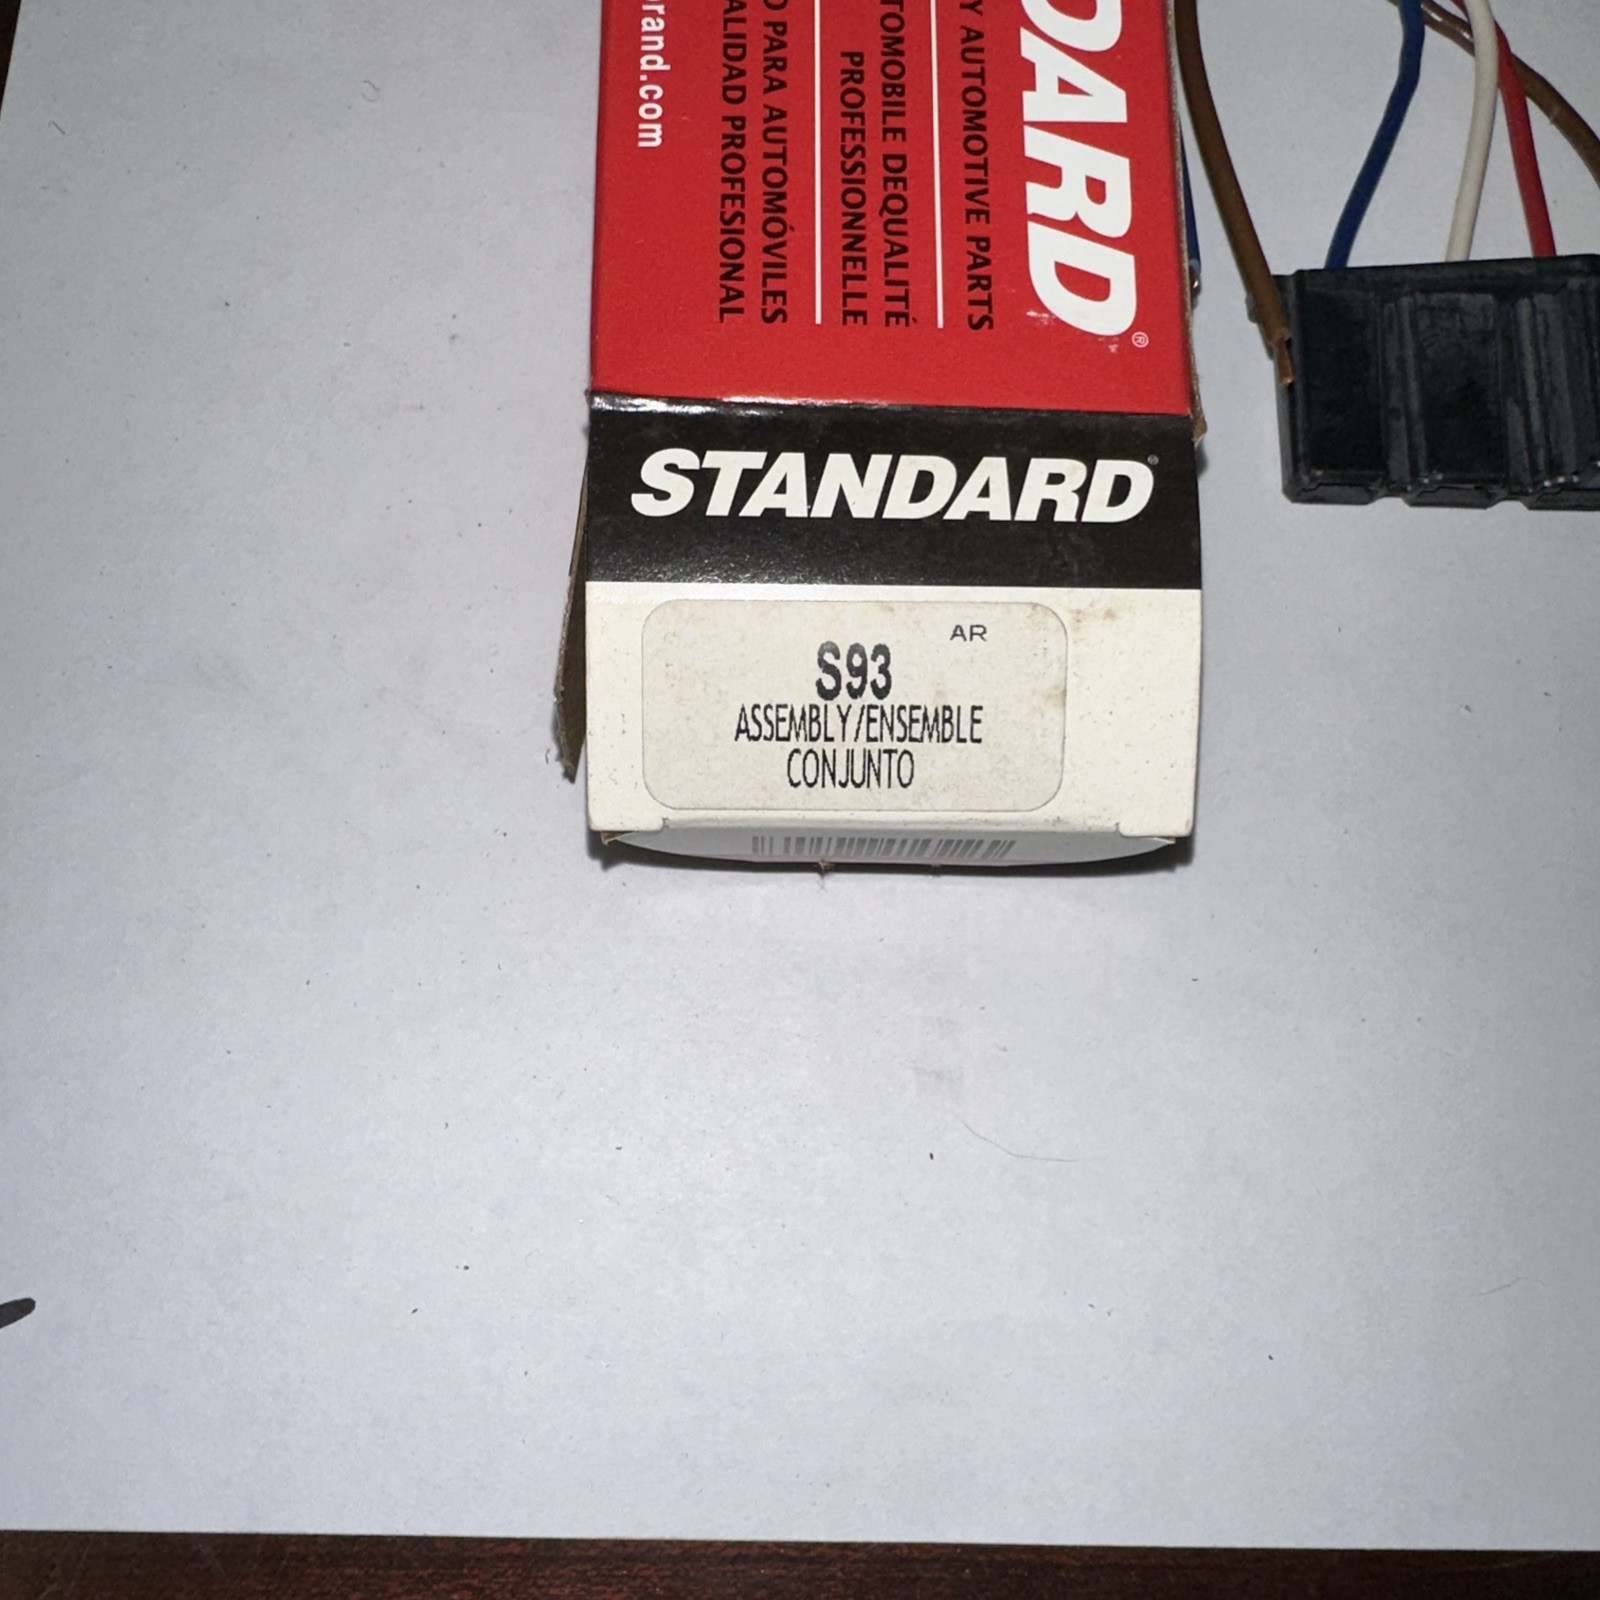 DARD®
Y AUTOMOTIVE PARTS
TOMOBILE DEQUALITÉ
PROFESSIONNELLE
O PARA AUTOMÓVILES
ALIDAD PROFESIONAL
rand.com
STANDARD®
AR
S93
ASSEMBLY/ENSEMBLE
CONJUNTO